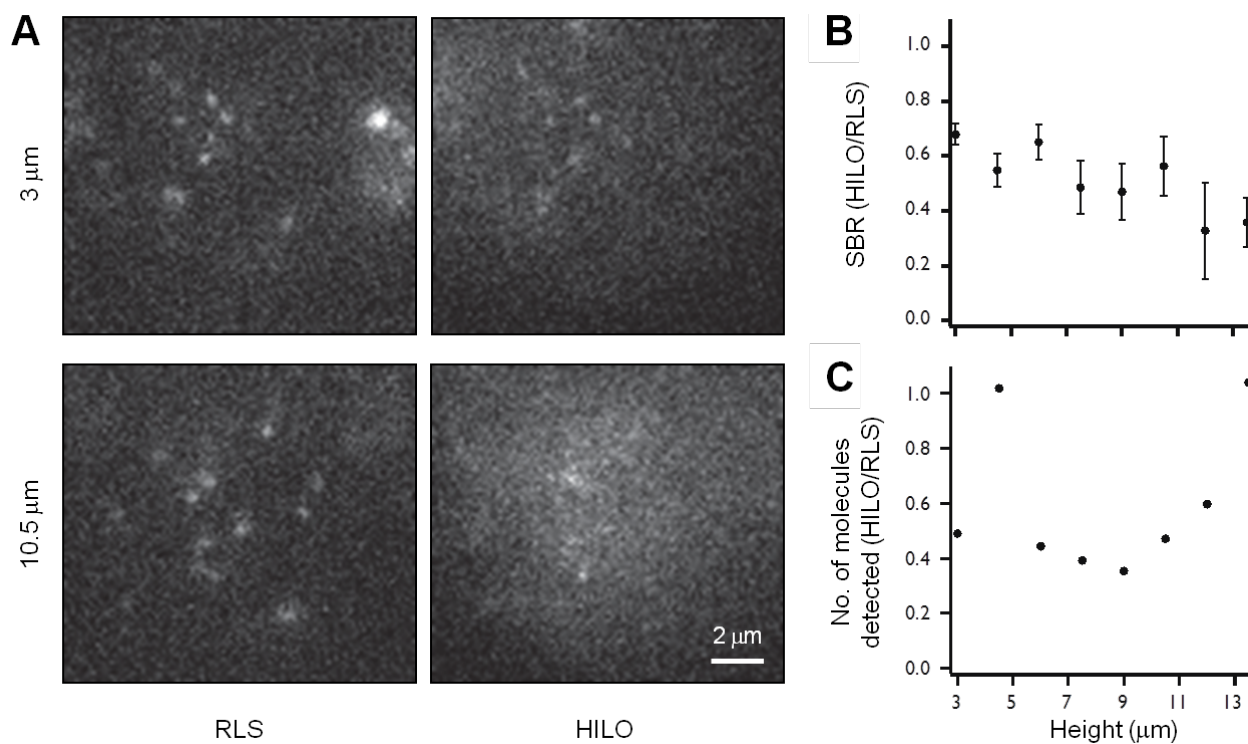 A
3 μm
10.5 μm
2 μm
RLS
HILO
B
SBR (HILO/RLS)
1.0
0.8
0.6
0.4
0.2
0.0
C
No. of molecules
detected (HILO/RLS)
1.0
0.8
0.6
0.4
0.2
0.0
3 5 7 9 11 13
Height (μm)